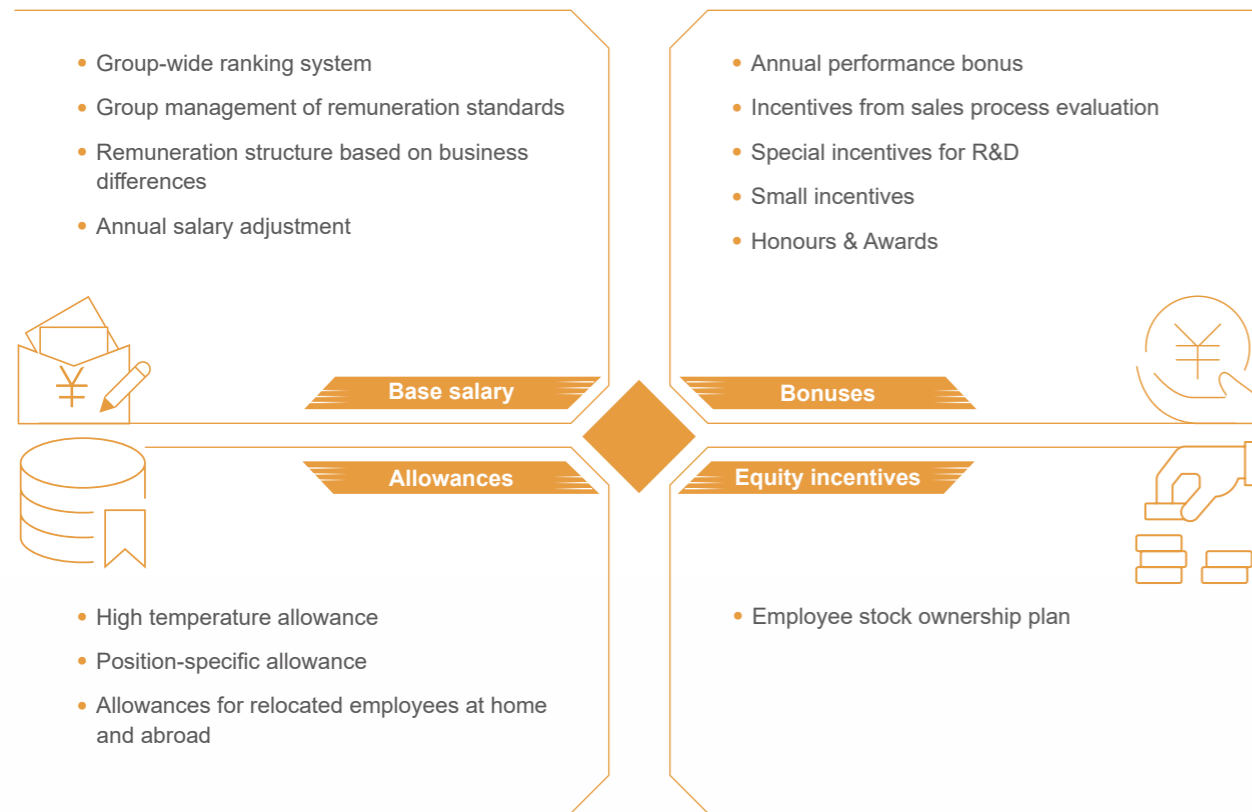 • Group-wide ranking system
• Group management of remuneration standards
• Remuneration structure based on business
differences
• Annual salary adjustment
¥
Base salary
• Annual performance bonus
• Incentives from sales process evaluation
• Special incentives for R&D
• Small incentives
• Honours & Awards
¥
Bonuses
Allowances
• High temperature allowance
• Position-specific allowance
• Allowances for relocated employees at home
and abroad
Equity incentives
• Employee stock ownership plan